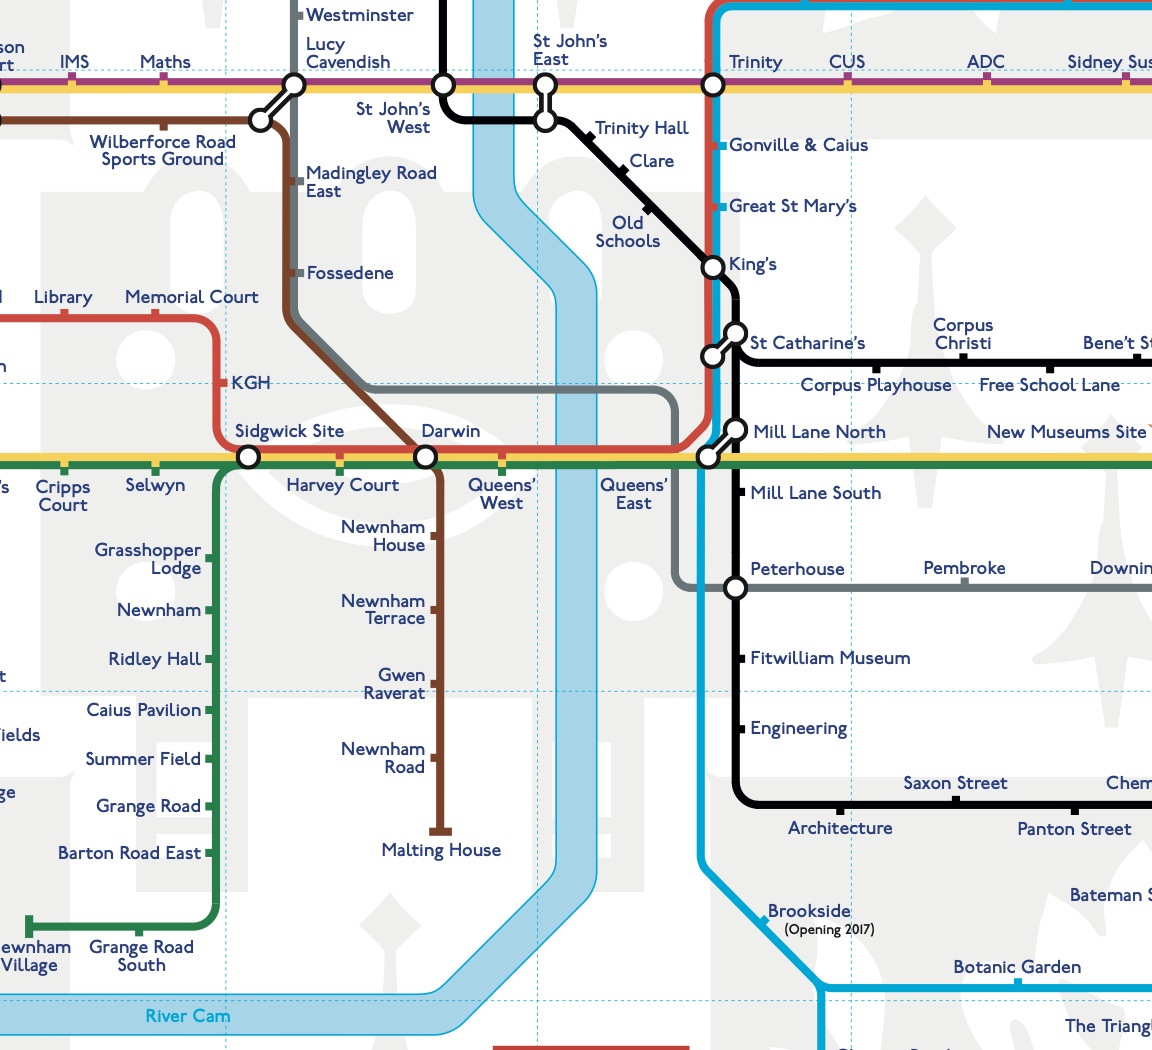 Westminster
Lucy
Cavendish
St John's
East
IMS
Maths
Trinity
CUS
ADC
Sidney Sus
St John's
West
Wilberforce Road
Sports Ground
Trinity Hall
Gonville & Caius
Clare
Madingley Road
East
Great St Mary's
Old
Schools
King's
Fossedene
Library
Memorial Court
Corpus
Christi
St Catharine's
Bene't St
KGH
Corpus Playhouse
Free School Lane
Sidgwick Site
Darwin
Mill Lane North
New Museums Site
Cripps
Court
Selwyn
Harvey Court
Queens'
West
Queens'
East
Mill Lane South
Newnham
House
Grasshopper
Lodge
Peterhouse
Pembroke
Downin
Newnham
Newnham
Terrace
Ridley Hall
Fitwilliam Museum
Gwen
Raverat
Caius Pavilion
Engineering
ields
Summer Field
Newnham
Road
Saxon Street
Chem
Grange Road
Architecture
Panton Street
Barton Road East
Malting House
Bateman S
Brookside
(Opening 2017)
ewnham
Village
Grange Road
South
Botanic Garden
River Cam
The Triangl